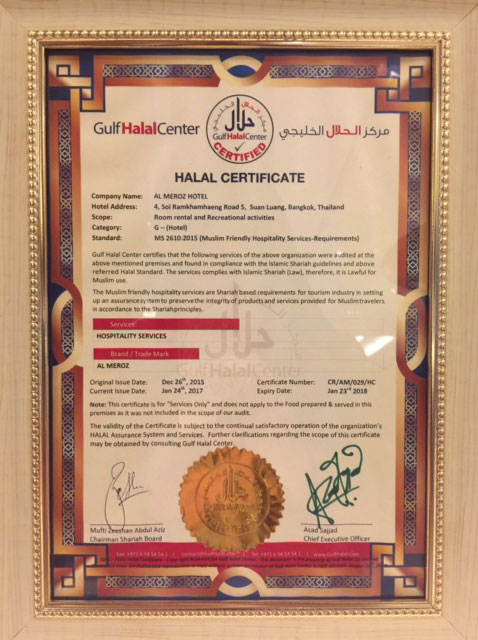 GulfHalalCenter
مركز الحلال الخليجي
حلال
GulfHalalCenter
CERTIFIED
مركز الحلال الخليجي
HALAL CERTIFICATE
Company Name: AL MEROZ HOTEL
Hotel Address: 4, Soi Ramkhamhaeng Road 5, Suan Luang, Bangkok, Thailand
Scope: Room rental and Recreational activities
Category: G – (Hotel)
Standard: MS 2610:2015 (Muslim Friendly Hospitality Services-Requirements)
Gulf Halal Center certifies that the following services of the above organization were audited at the
above mentioned premises and found in compliance with the Islamic Shariah guidelines and above
referred Halal Standard. The services complies with Islamic Shariah (Law), therefore, it is Lawful for
Muslim use.
The Muslim friendly hospitality services are Shariah based requirements for tourism industry in setting
up an assurancesystem to preserve the integrity of products and services provided for Muslim travelers
in accordance to the Shariah principles.
Services:
HOSPITALITY SERVICES
Brand / Trade Mark
AL MEROZ
حلال
GulfHalalCenter
Original Issue Date: Dec 26th, 2015 Certificate Number: CR/AM/029/HC
Current Issue Date: Jan 24th, 2017 Expiry Date: Jan 23rd 2018
Note: This certificate is for "Services Only" and does not apply to the Food prepared & served in this
premises as it was not included in the scope of our audit.
The validity of the Certificate is subject to the continual satisfactory operation of the organization's
HALAL Assurance System and Services. Further clarifications regarding the scope of this certificate
may be obtained by consulting Gulf Halal Center.
Mufti Zeeshan Abdul Aziz
Chairman Shariah Board
Asad Sajjad
Chief Executive Officer